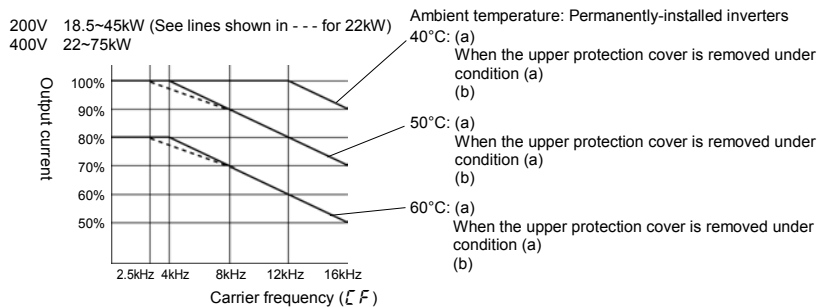 200V 18.5~45kW (See lines shown in - - - for 22kW)
400V 22~75kW
Ambient temperature: Permanently-installed inverters
40°C: (a)
When the upper protection cover is removed under
condition (a)
(b)
50°C: (a)
When the upper protection cover is removed under
condition (a)
(b)
60°C: (a)
When the upper protection cover is removed under
condition (a)
(b)
Output current
100%
90%
80%
70%
60%
50%
2.5kHz 4kHz 8kHz 12kHz 16kHz
Carrier frequency (CF)